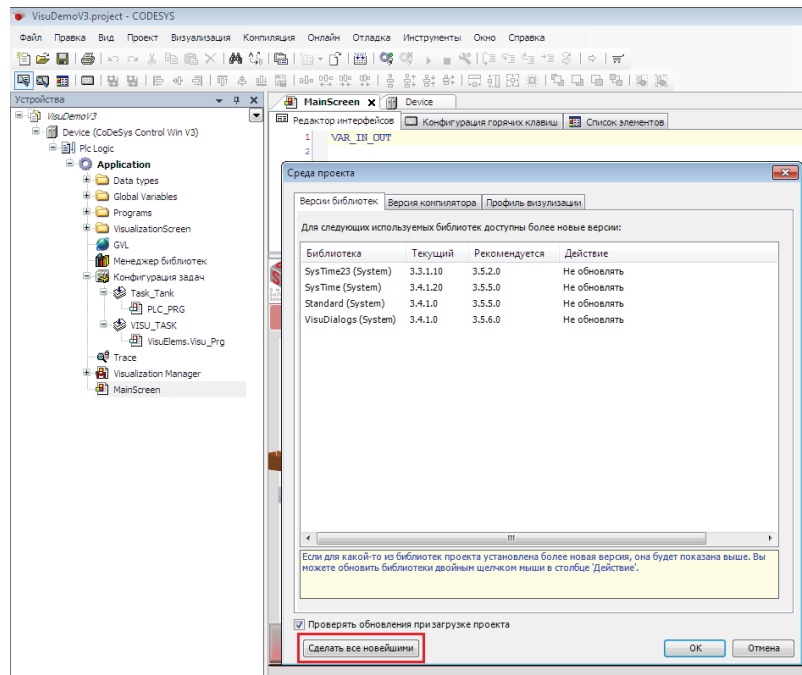 VisuDemoV3.project - CODESYS
Файл Правка Вид Проект Визуализация Компиляция Онлайн Отладка Инструменты Окно Справка
Устройства
VisuDemoV3
Device (CoDeSys Control Win V3)
Plc Logic
Application
Data types
Global Variables
Programs
VisualizationScreen
GVL
Менеджер библиотек
Конфигурация задач
Task_Tank
PLC_PRG
VISU_TASK
VisuElems.Visu_Prg
Trace
Visualization Manager
MainScreen
MainScreen Device
Редактор интерфейсов Конфигурация горячих клавиш Список элементов
1 VAR_IN_OUT
2
Среда проекта
Версии библиотек Версия компилятора Профиль визулизации
Для следующих используемых библиотек доступны более новые версии:
Библиотека Текущий Рекомендуется Действие
SysTime23 (System) 3.3.1.10 3.5.2.0 Не обновлять
SysTime (System) 3.4.1.20 3.5.5.0 Не обновлять
Standard (System) 3.4.1.0 3.5.5.0 Не обновлять
VisuDialogs (System) 3.4.1.0 3.5.6.0 Не обновлять
Если для какой-то из библиотек проекта установлена более новая версия, она будет показана выше. Вы
можете обновить библиотеки двойным щелчком мыши в столбце 'Действие'.
Проверять обновления при загрузке проекта
Сделать все новейшими OK Отмена